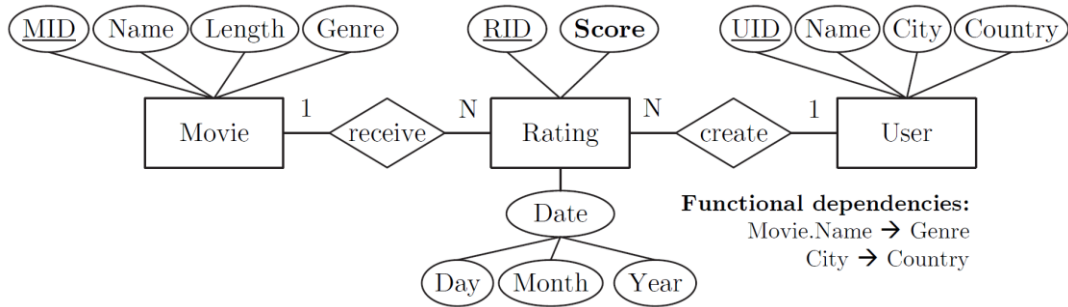 MID Name Length Genre RID Score UID Name City Country
1 N N 1
Movie receive Rating create User
Date
Functional dependencies:
Movie.Name → Genre
City → Country
Day Month Year